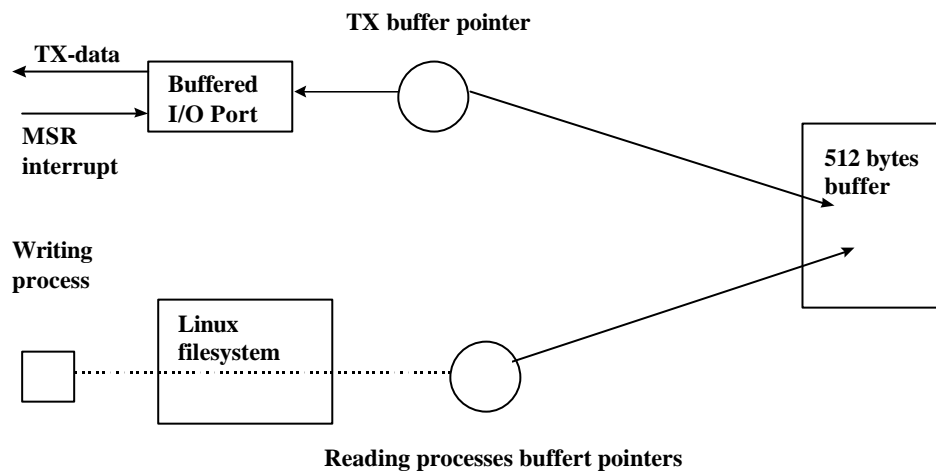 TX buffer pointer
TX-data
Buffered
I/O Port
MSR
interrupt
512 bytes
buffer
Writing
process
Linux
filesystem
Reading processes buffert pointers